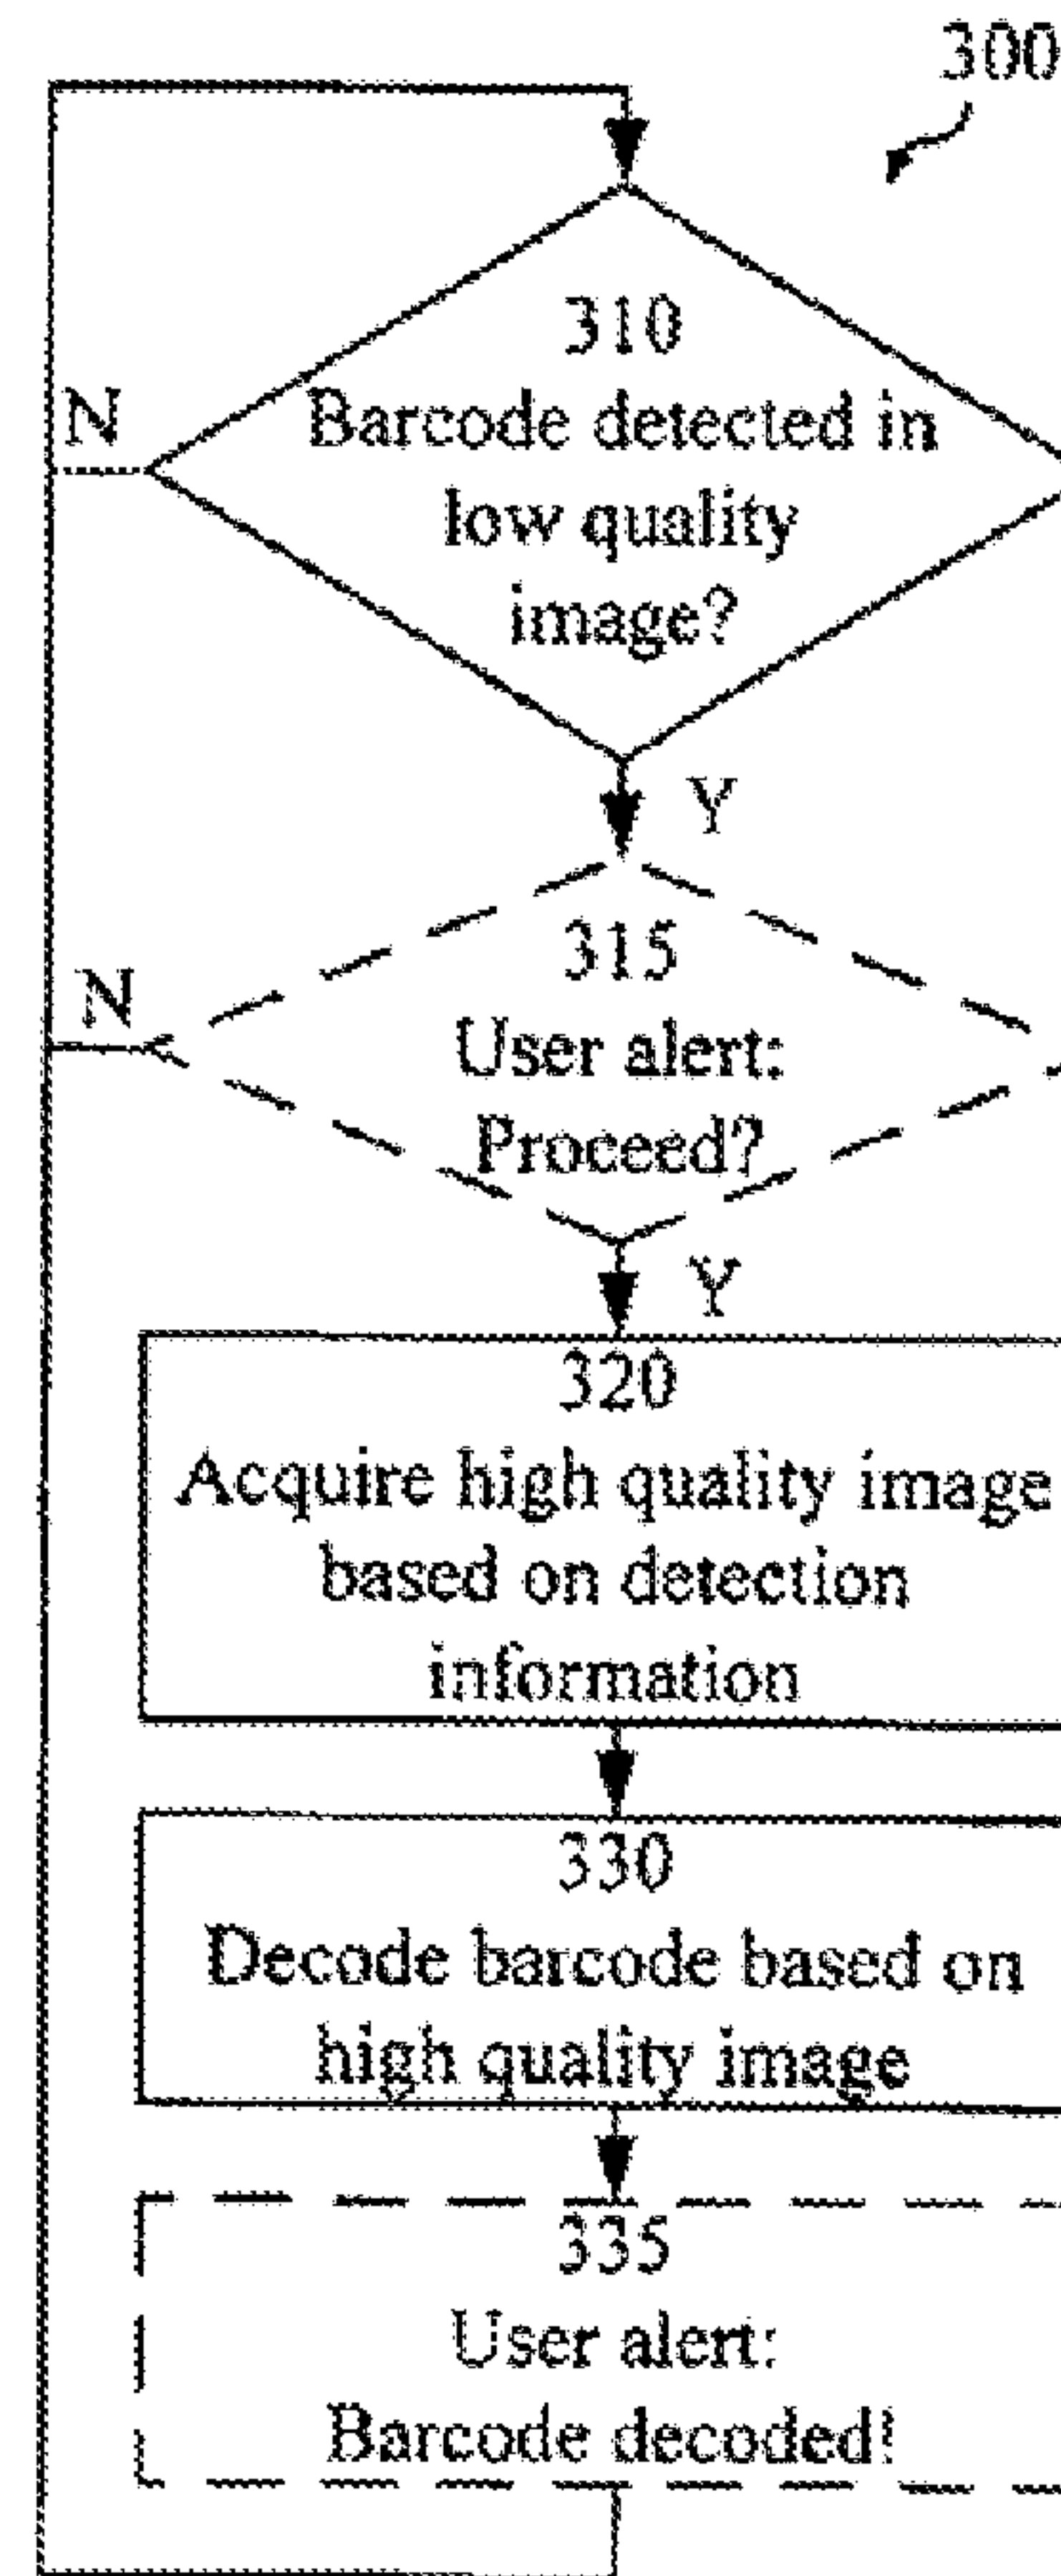 300
310
Barcode detected in
low quality
image?
N
Y
315
User alert:
Proceed?
N
Y
320
Acquire high quality image
based on detection
information
330
Decode barcode based on
high quality image
335
User alert:
Barcode decoded!